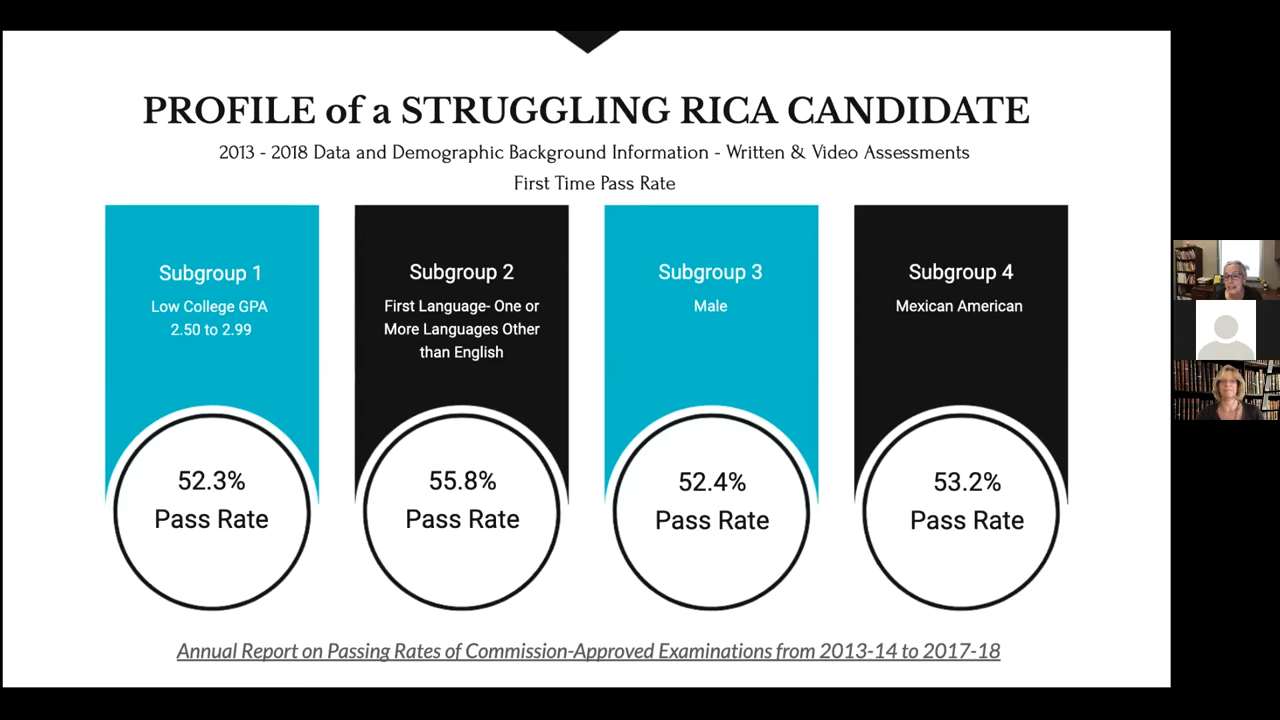 PROFILE of a STRUGGLING RICA CANDIDATE
2013 - 2018 Data and Demographic Background Information - Written & Video Assessments
First Time Pass Rate
Subgroup 1
Low College GPA
2.50 to 2.99
52.3%
Pass Rate
Subgroup 2
First Language- One or
More Languages Other
than English
55.8%
Pass Rate
Subgroup 3
Male
52.4%
Pass Rate
Subgroup 4
Mexican American
53.2%
Pass Rate
Annual Report on Passing Rates of Commission-Approved Examinations from 2013-14 to 2017-18